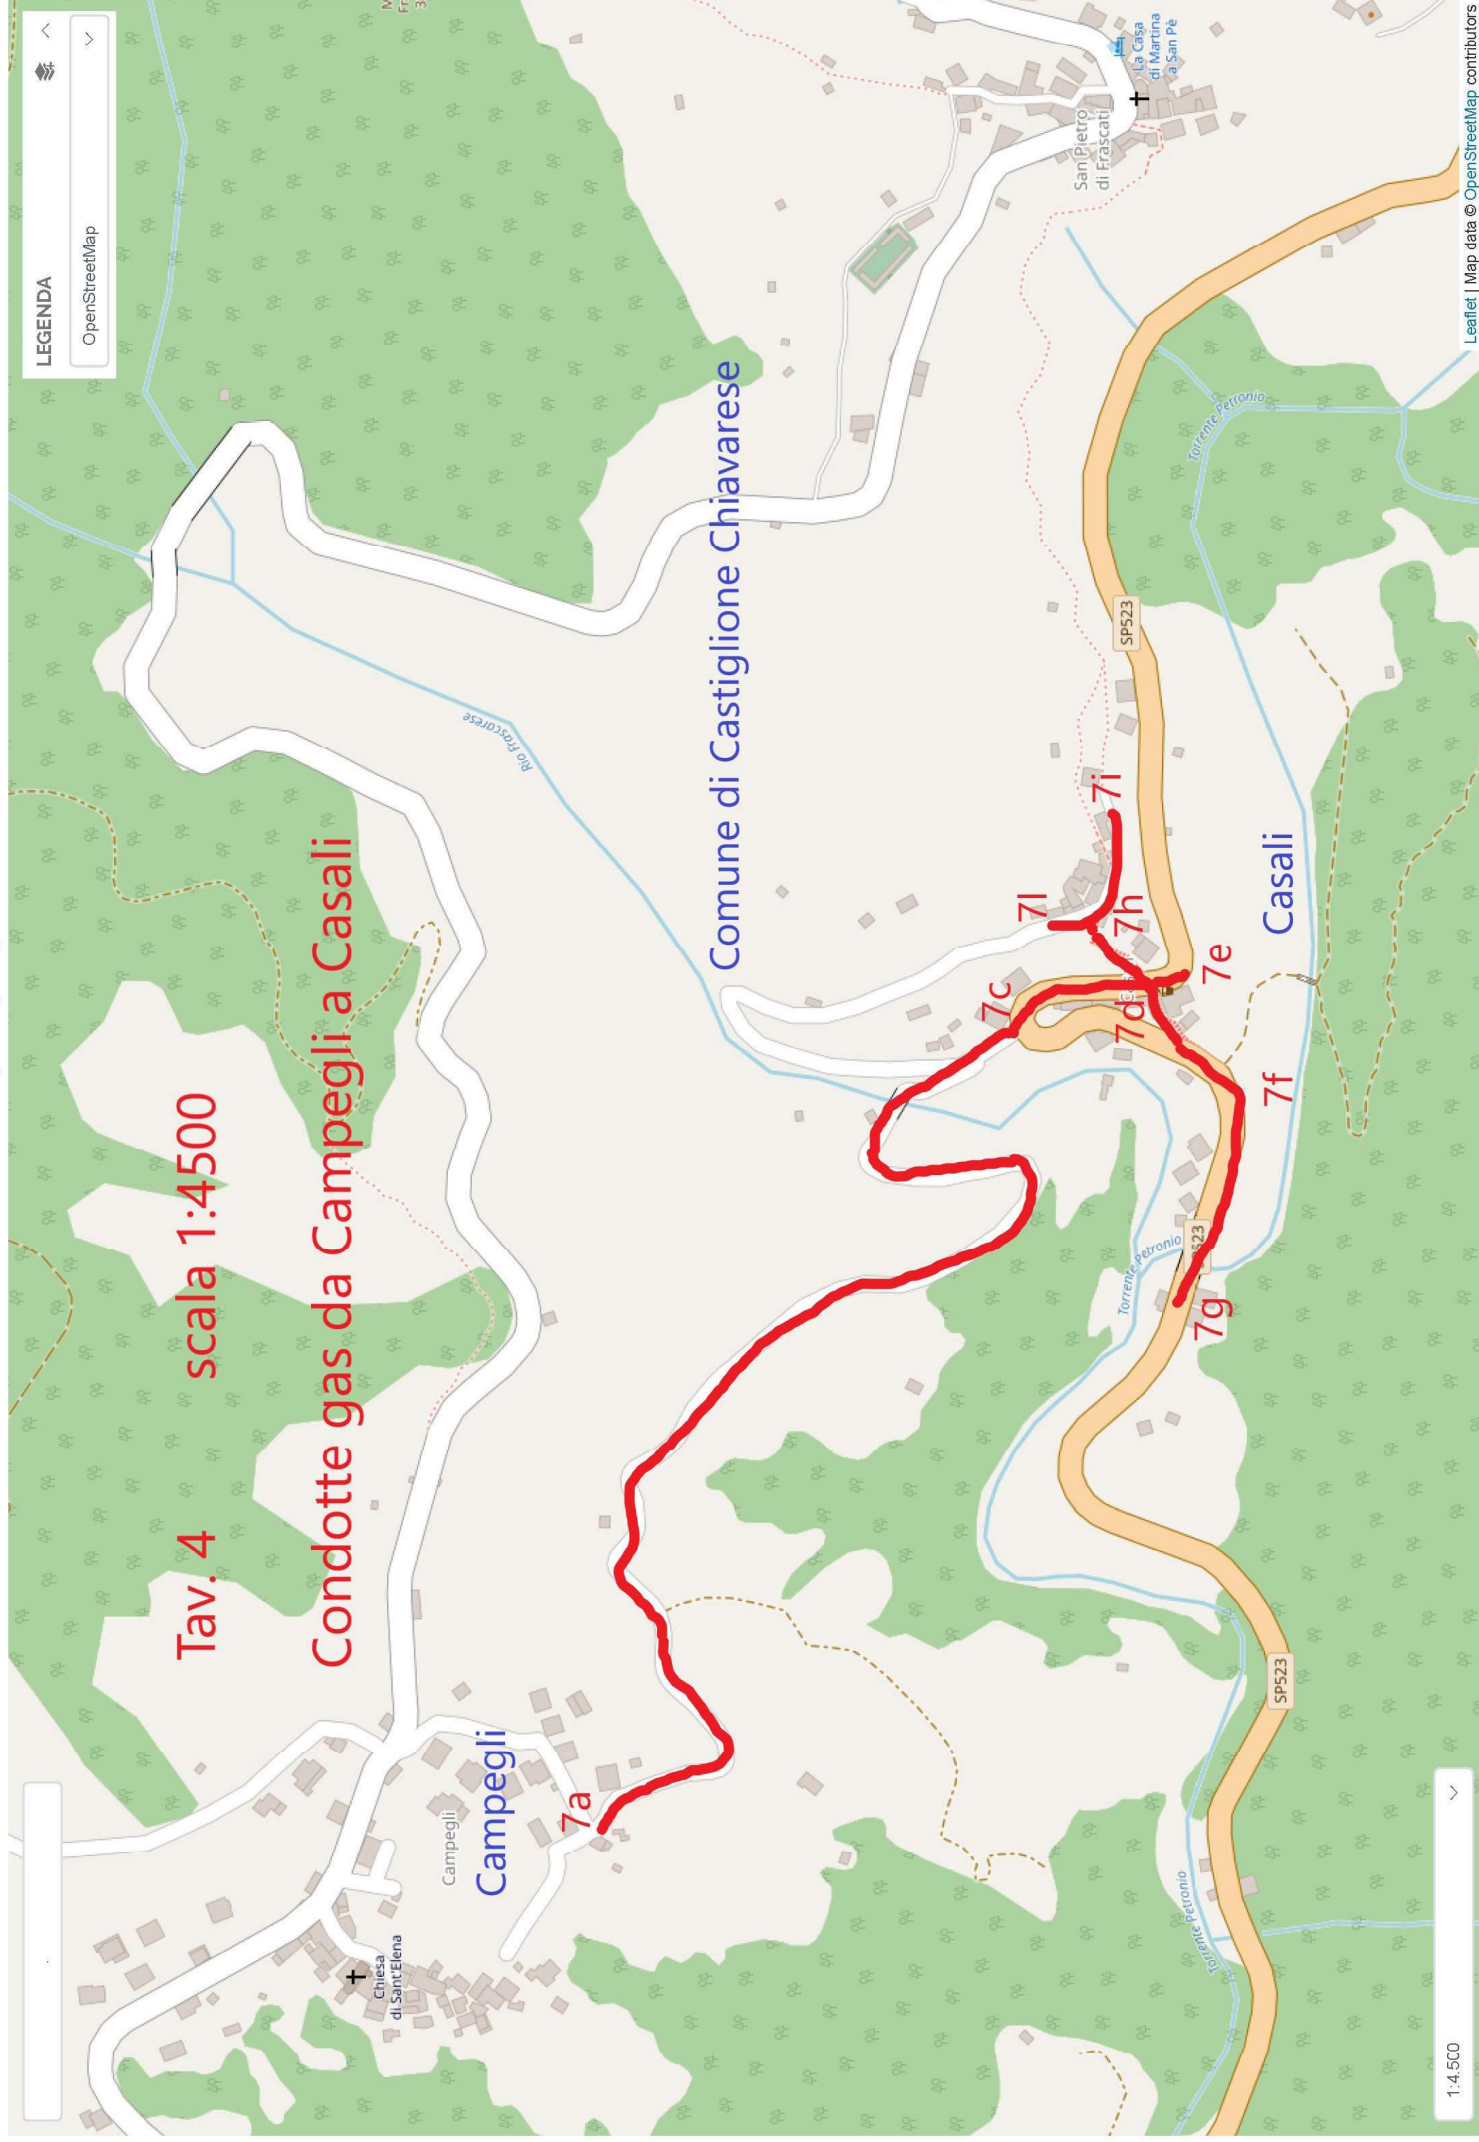 LEGENDA
OpenStreetMap
Tav. 4 scala 1:4500
Condotte gas da Campegli a Casali
Comune di Castiglione Chiavarese
Campegli
Campegli
Chiesa
di Sant'Elena
7a
Rio Frascarese
San Pietro
di Frascati
La Casa
di Martina
a San Pè
7c
7l
7i
7h
7d
7e
7f
7g
Casali
SP523
SP523
Torrente Petronio
Torrente Petronio
Torrente Petronio
1:4.500
Leaflet | Map data © OpenStreetMap contributors